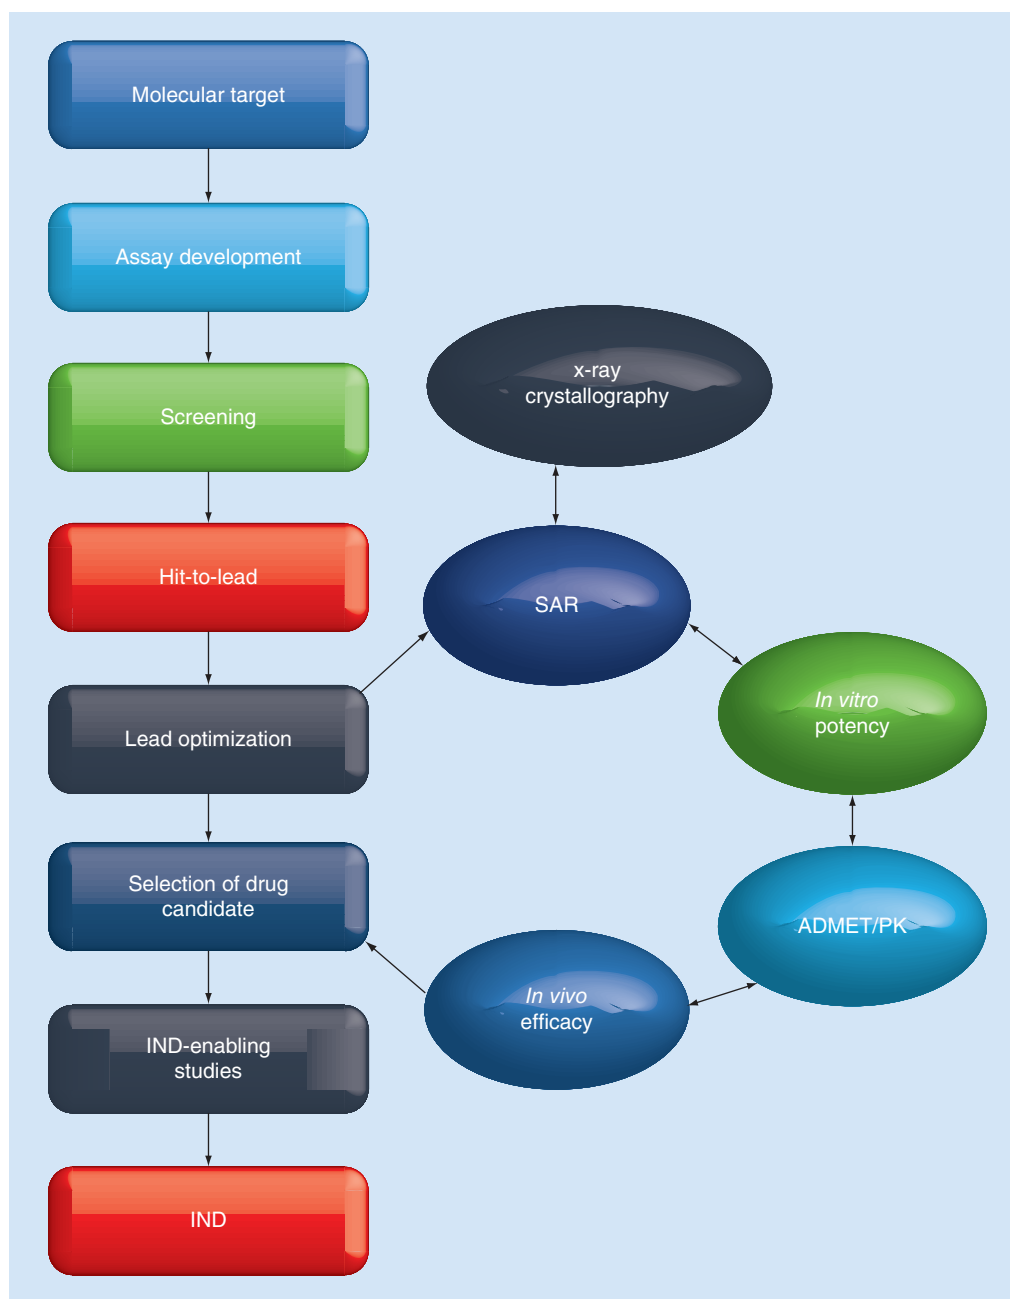 Molecular target
Assay development
Screening
Hit-to-lead
Lead optimization
Selection of drug
candidate
IND-enabling
studies
IND
x-ray
crystallography
SAR
In vitro
potency
ADMET/PK
In vivo
efficacy